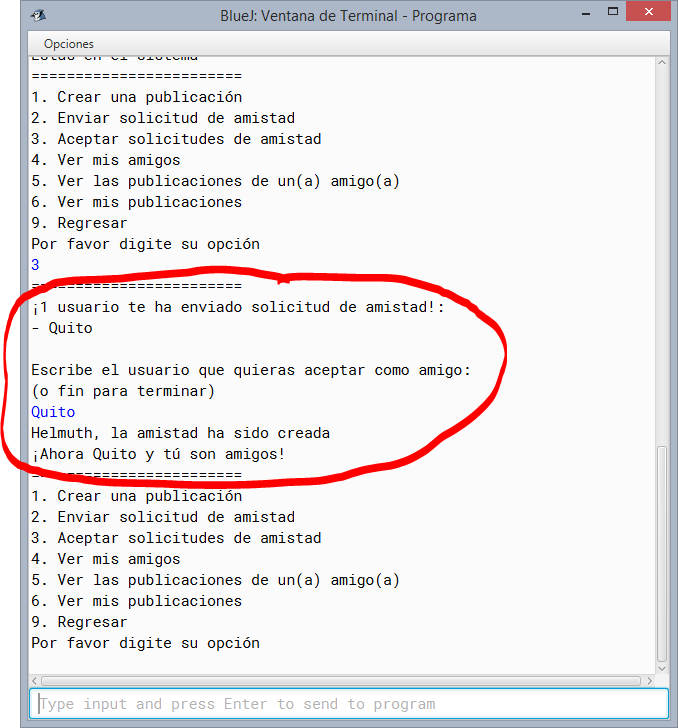 BlueJ: Ventana de Terminal - Programa
Opciones
Estás en el sistema
========================
1. Crear una publicación
2. Enviar solicitud de amistad
3. Aceptar solicitudes de amistad
4. Ver mis amigos
5. Ver las publicaciones de un(a) amigo(a)
6. Ver mis publicaciones
9. Regresar
Por favor digite su opción
3
========================
¡1 usuario te ha enviado solicitud de amistad!:
- Quito
Escribe el usuario que quieras aceptar como amigo:
(o fin para terminar)
Quito
Helmuth, la amistad ha sido creada
¡Ahora Quito y tú son amigos!
========================
1. Crear una publicación
2. Enviar solicitud de amistad
3. Aceptar solicitudes de amistad
4. Ver mis amigos
5. Ver las publicaciones de un(a) amigo(a)
6. Ver mis publicaciones
9. Regresar
Por favor digite su opción
Type input and press Enter to send to program